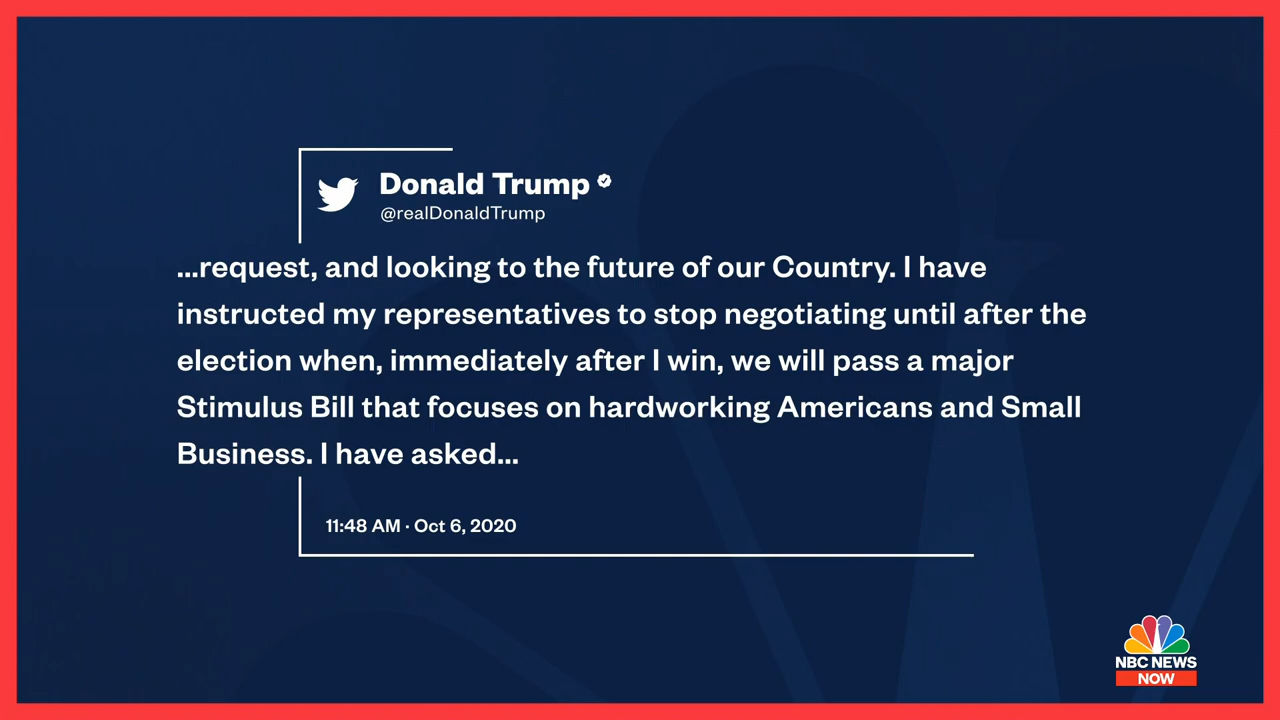 Donald Trump
@realDonaldTrump
...request, and looking to the future of our Country. I have
instructed my representatives to stop negotiating until after the
election when, immediately after I win, we will pass a major
Stimulus Bill that focuses on hardworking Americans and Small
Business. I have asked...
11:48 AM · Oct 6, 2020
NBC NEWS
NOW